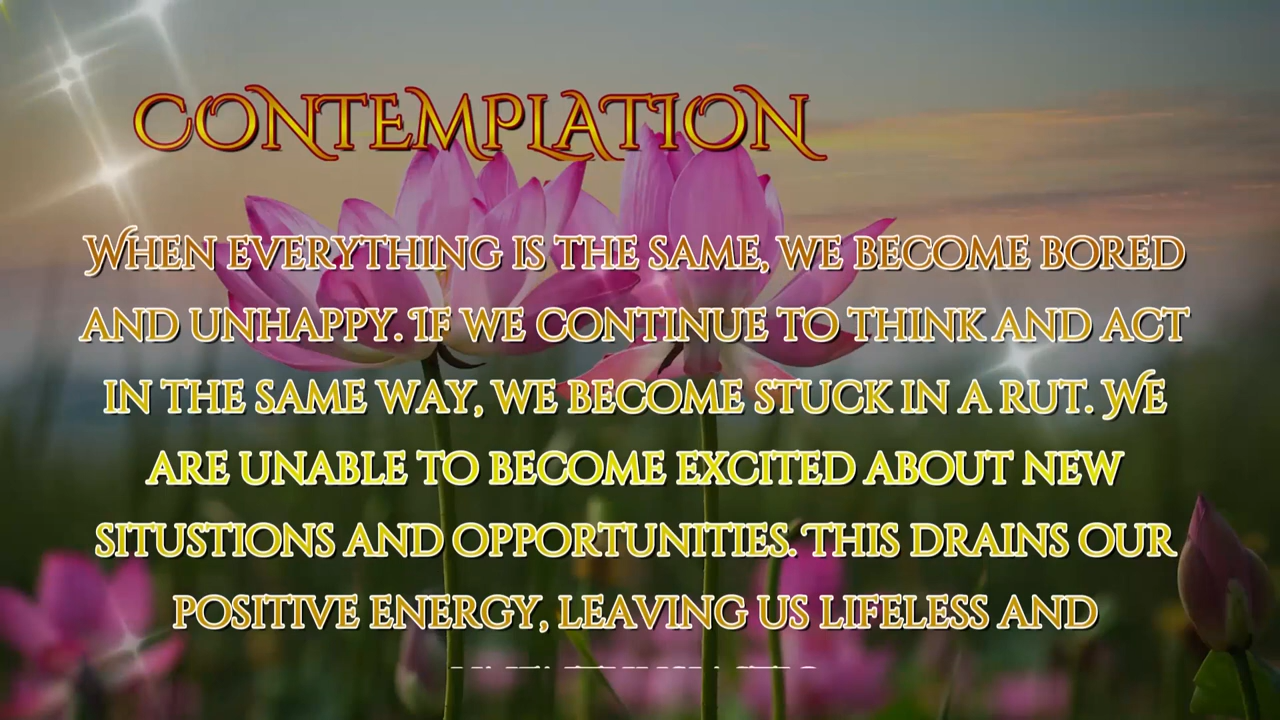 CONTEMPLATION
WHEN EVERYTHING IS THE SAME, WE BECOME BORED
AND UNHAPPY. IF WE CONTINUE TO THINK AND ACT
IN THE SAME WAY, WE BECOME STUCK IN A RUT. WE
ARE UNABLE TO BECOME EXCITED ABOUT NEW
SITUSTIONS AND OPPORTUNITIES. THIS DRAINS OUR
POSITIVE ENERGY, LEAVING US LIFELESS AND